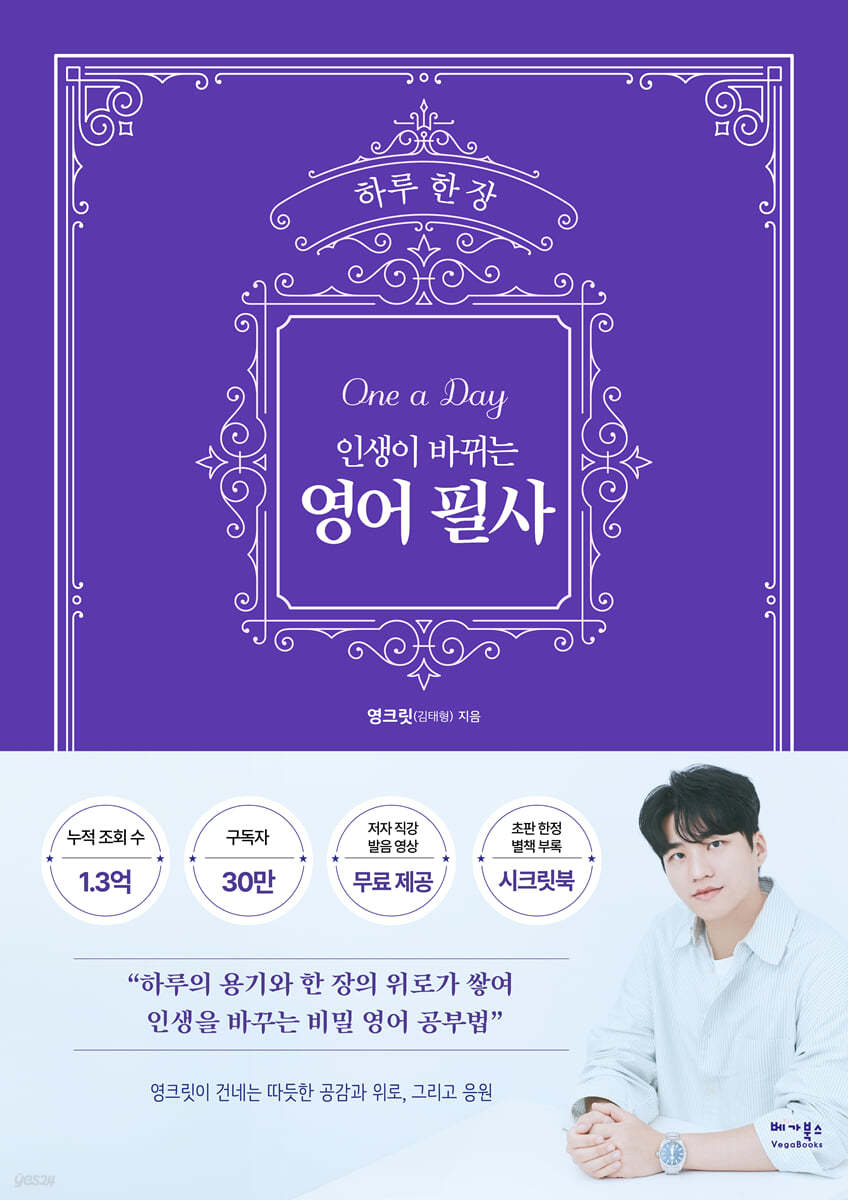 하루 한 장
One a Day
인생이 바뀌는
영어 필사
영크릿(김태형) 지음
누적 조회 수
1.3억
구독자
30만
저자 직강
발음 영상
무료 제공
초판 한정
별책 부록
시크릿북
“하루의 용기와 한 장의 위로가 쌓여
인생을 바꾸는 비밀 영어 공부법”
영크릿이 건네는 따듯한 공감과 위로, 그리고 응원
베가북스
VegaBooks
yes24